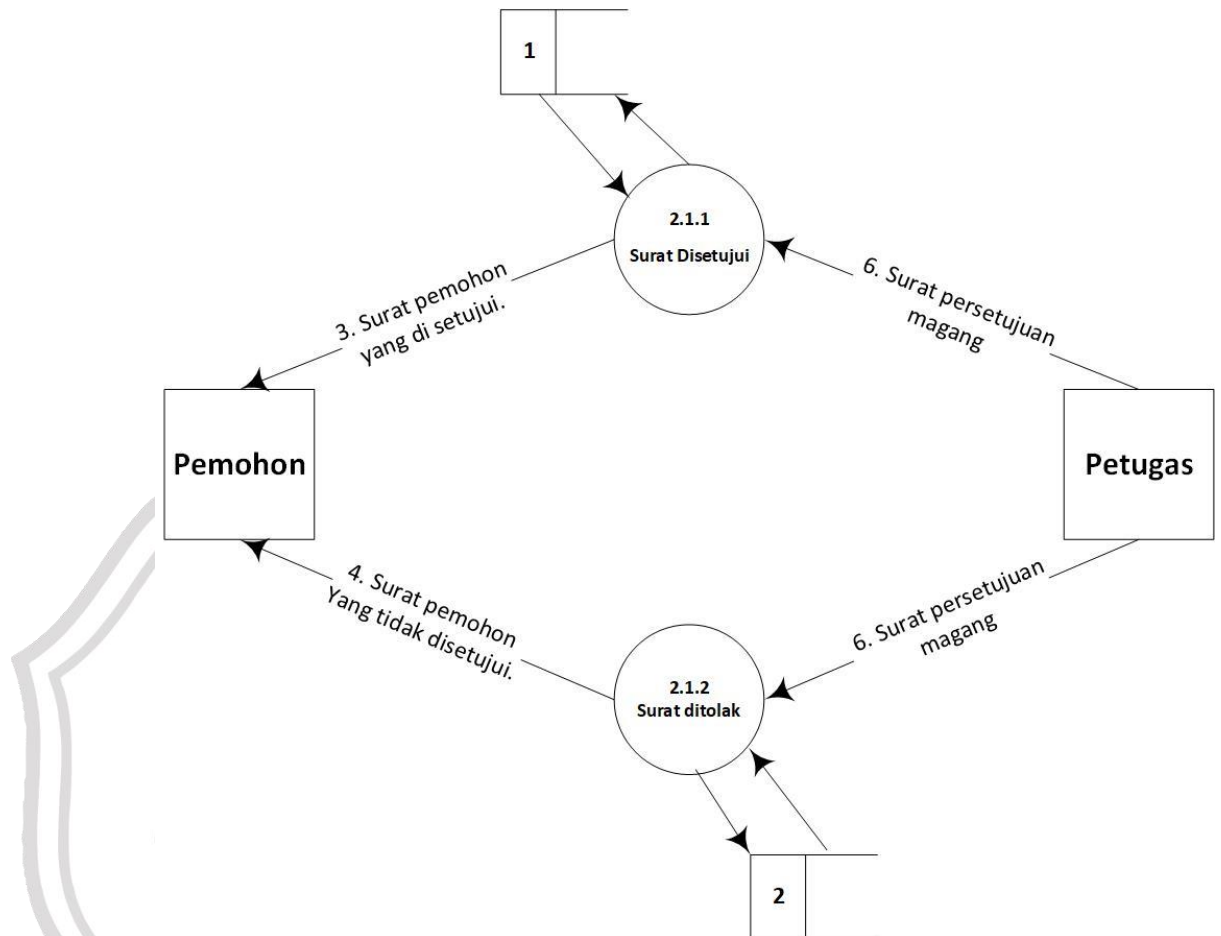 1
2.1.1
Surat Disetujui
3. Surat pemohon
yang di setujui.
6. Surat persetujuan
magang
Pemohon
Petugas
4. Surat pemohon
Yang tidak disetujui.
6. Surat persetujuan
magang
2.1.2
Surat ditolak
2